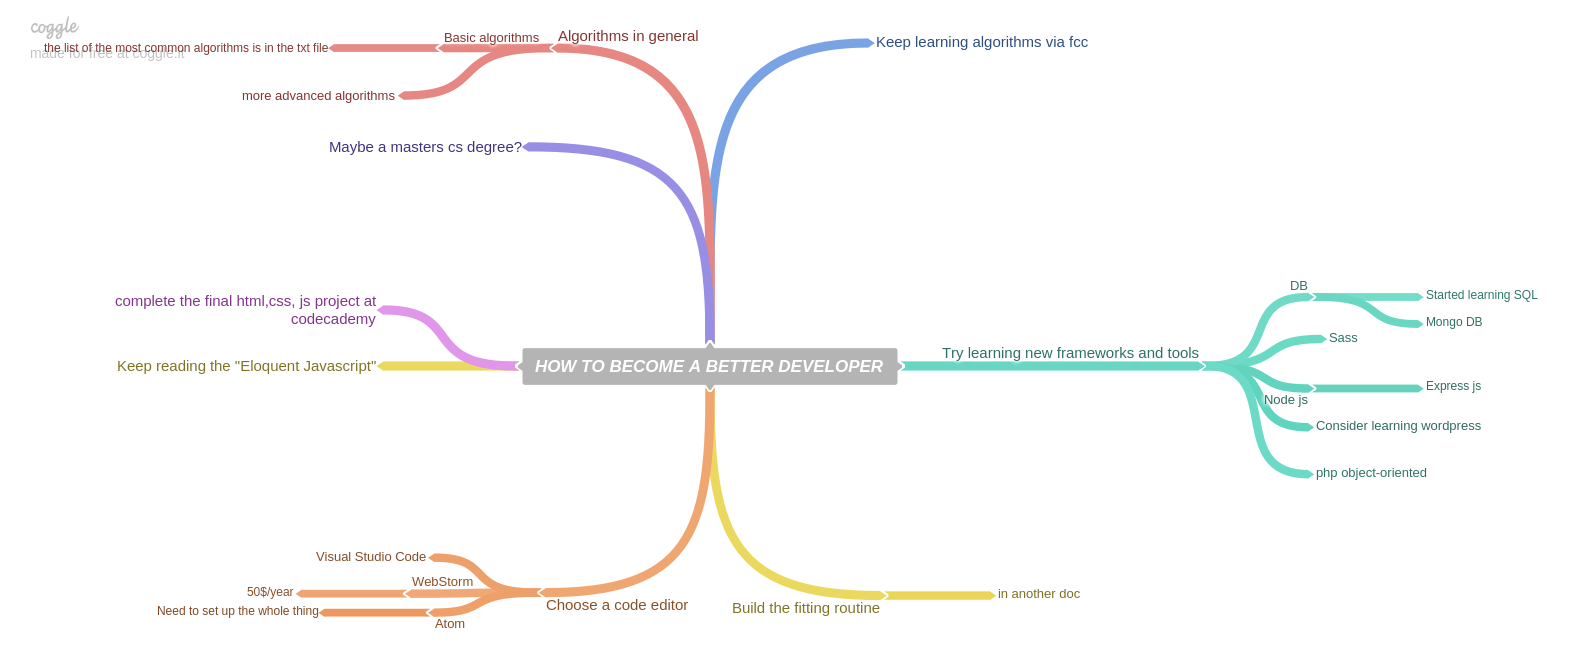 coggle
made for free at coggle.it
Algorithms in general
Basic algorithms
the list of the most common algorithms is in the txt file
more advanced algorithms
Maybe a masters cs degree?
complete the final html,css, js project at
codecademy
Keep reading the "Eloquent Javascript"
HOW TO BECOME A BETTER DEVELOPER
Keep learning algorithms via fcc
Try learning new frameworks and tools
DB
Started learning SQL
Mongo DB
Sass
Node js
Express js
Consider learning wordpress
php object-oriented
Choose a code editor
Visual Studio Code
WebStorm
50$/year
Atom
Need to set up the whole thing
Build the fitting routine
in another doc